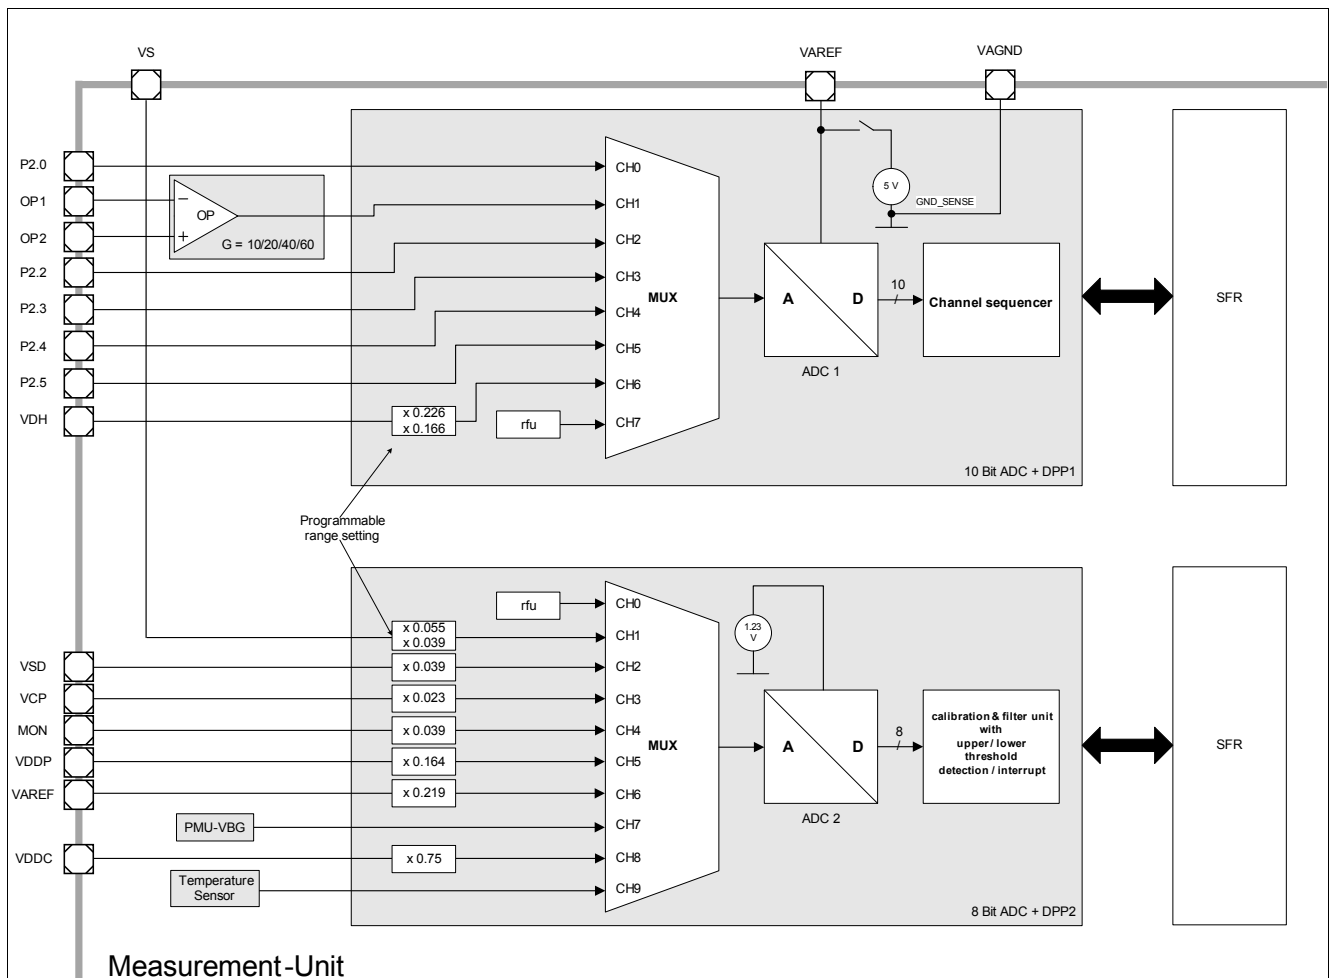 VS
VAREF
VAGND
P2.0
OP1
OP2
P2.2
P2.3
P2.4
P2.5
VDH
−
OP
+
G = 10/20/40/60
x 0.226
x 0.166
rfu
CH0
CH1
CH2
CH3
CH4
CH5
CH6
CH7
MUX
5 V
GND_SENSE
A
D
ADC 1
10
Channel sequencer
10 Bit ADC + DPP1
SFR
Programmable
range setting
rfu
x 0.055
x 0.039
x 0.039
x 0.023
x 0.039
x 0.164
x 0.219
x 0.75
VSD
VCP
MON
VDDP
VAREF
PMU-VBG
VDDC
Temperature
Sensor
CH0
CH1
CH2
CH3
CH4
CH5
CH6
CH7
CH8
CH9
MUX
1.23
V
A
D
ADC 2
8
calibration & filter unit
with
upper / lower
threshold
detection / interrupt
8 Bit ADC + DPP2
SFR
Measurement-Unit